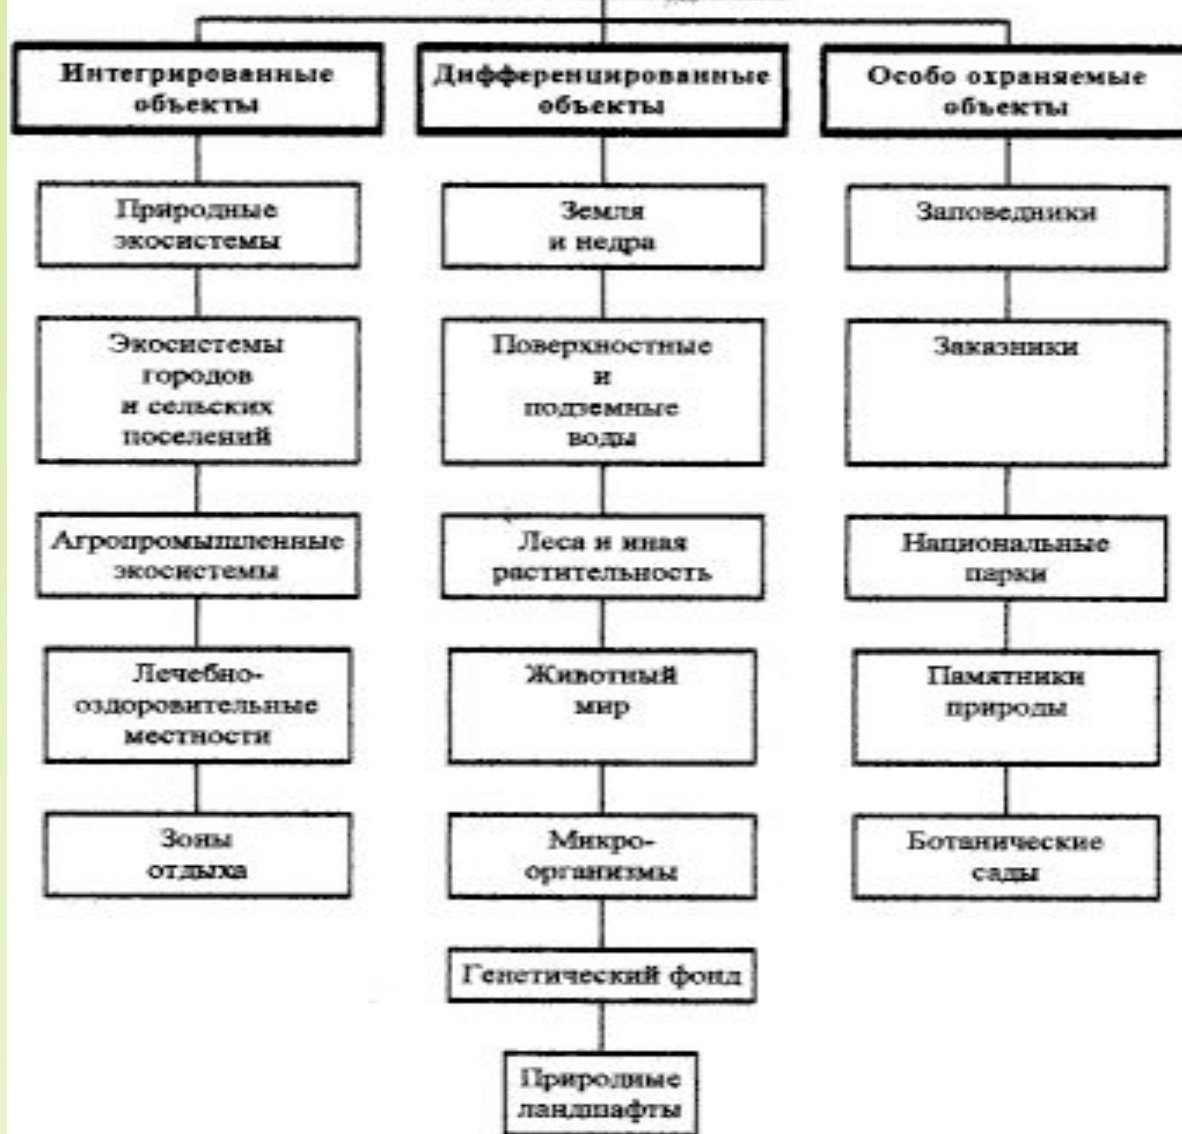 Интегрированные
объекты
Природные
экосистемы
Экосистемы
городов
и сельских
поселений
Агропромышленные
экосистемы
Лечебно-
оздоровительные
местности
Зоны
отдыха
Дифференцированные
объекты
Земля
и недра
Поверхностные
и
подземные
воды
Леса и иная
растительность
Животный
мир
Микро-
организмы
Генетический фонд
Природные
ландшафты
Особо охраняемые
объекты
Заповедники
Заказники
Национальные
парки
Памятники
природы
Ботанические
сады